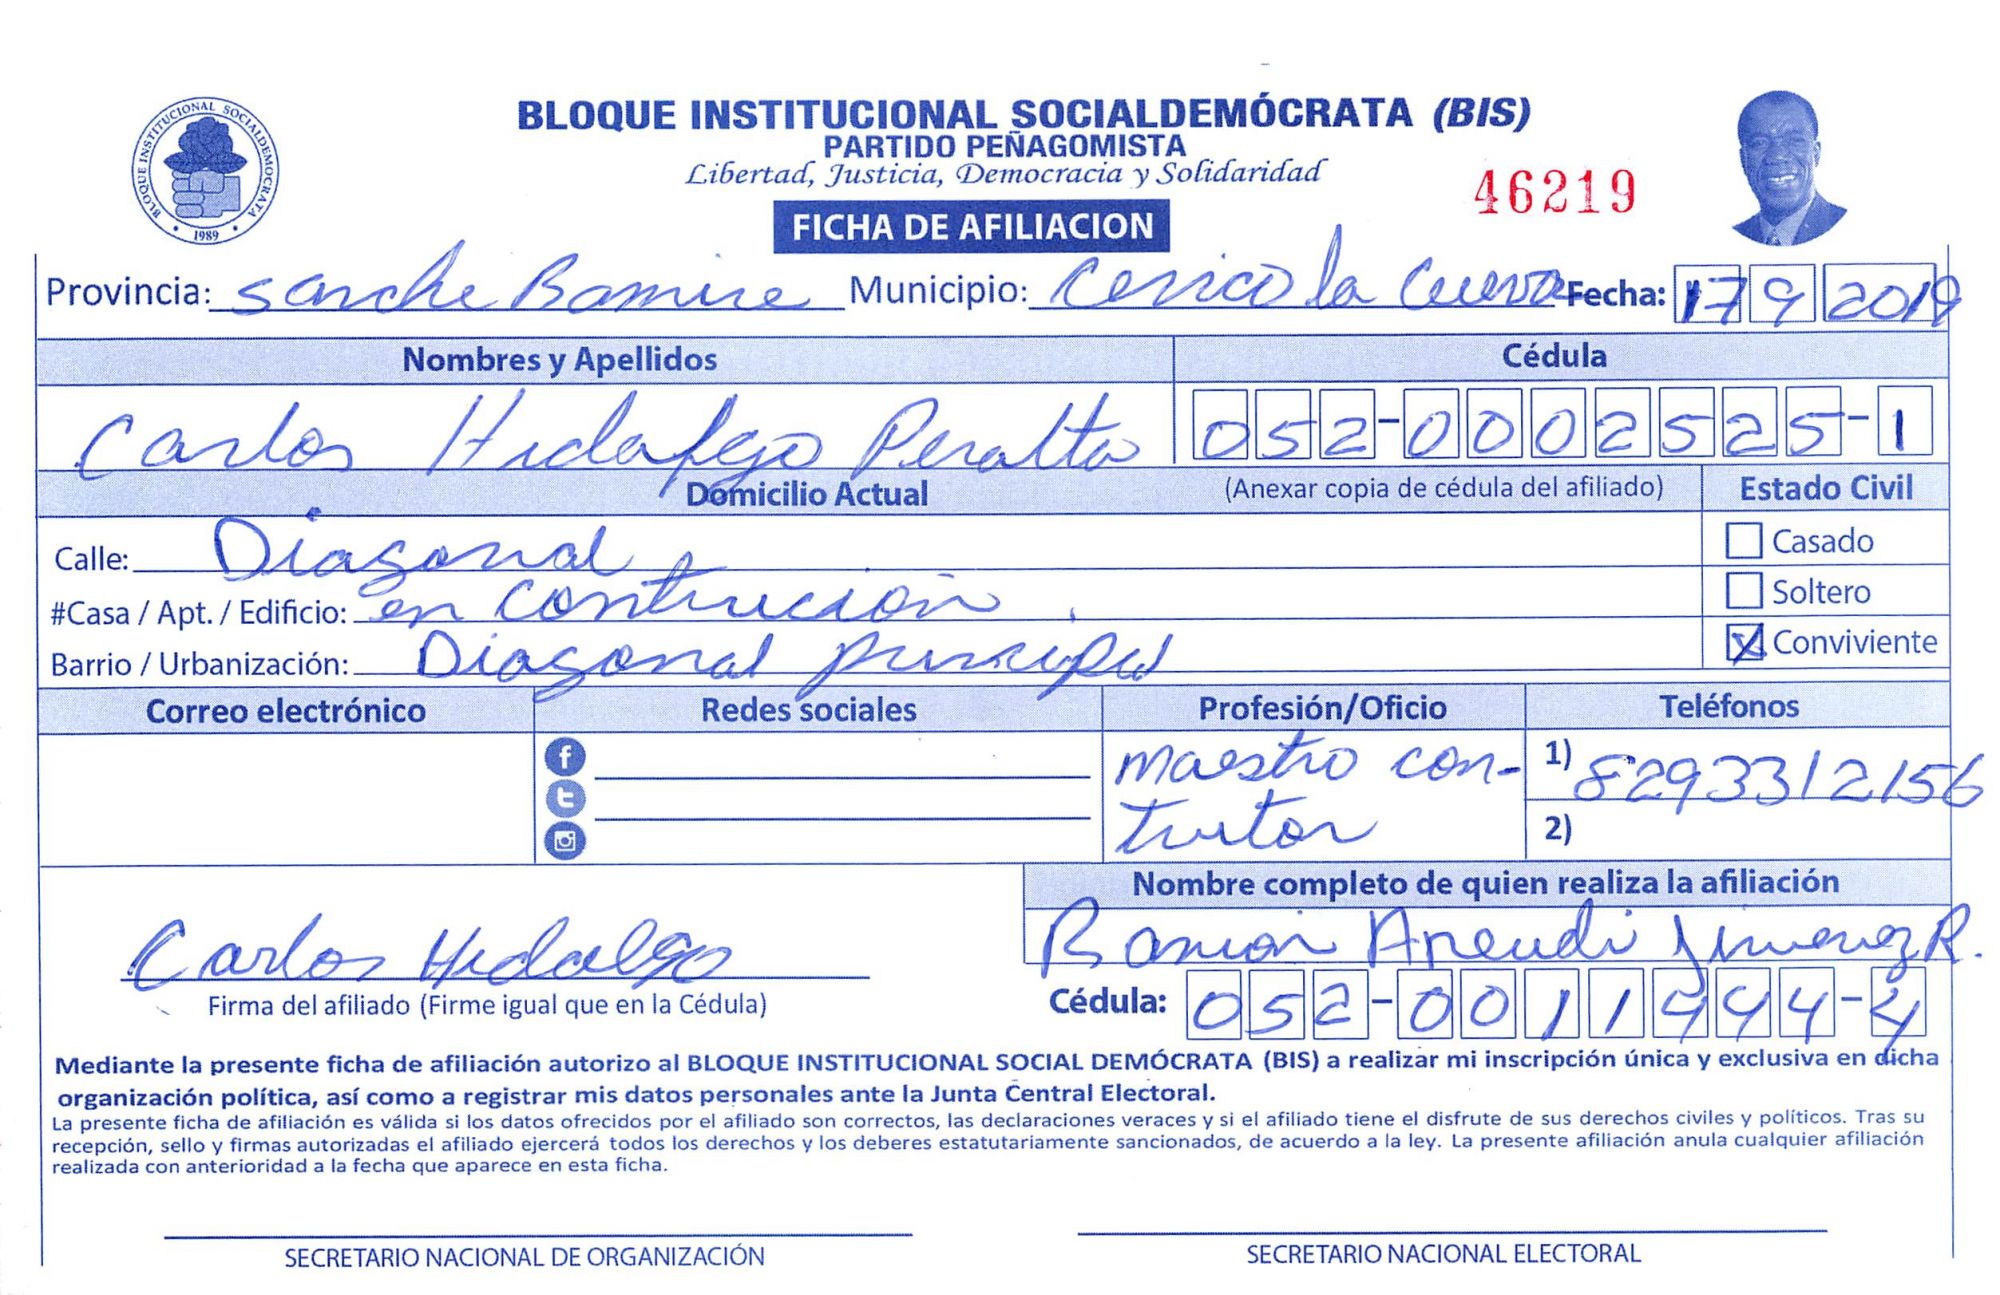 BLOQUE INSTITUCIONAL SOCIALDEMOCRATA
1989
BLOQUE INSTITUCIONAL SOCIALDEMÓCRATA (BIS)
PARTIDO PEÑAGOMISTA
Libertad, Justicia, Democracia y Solidaridad
46219
FICHA DE AFILIACION
Provincia: Sanche Ramire Municipio: Cerrico la Cueva Fecha: 17 9 2019
Nombres y Apellidos Cédula
Carlos Hidalgo Peralta 052-0002525-1
Domicilio Actual (Anexar copia de cédula del afiliado) Estado Civil
Calle: Diagonal Casado
#Casa / Apt. / Edificio: en Contrucion Soltero
Barrio / Urbanización: Diagonal principal Conviviente
Correo electrónico Redes sociales Profesión/Oficio Teléfonos
maestro con- 1) 8293312156
trutor 2)
Nombre completo de quien realiza la afiliación
Carlos Hidalgo Ramon Areudi Jimenez R.
Firma del afiliado (Firme igual que en la Cédula) Cédula: 052-0011944-4
Mediante la presente ficha de afiliación autorizo al BLOQUE INSTITUCIONAL SOCIAL DEMÓCRATA (BIS) a realizar mi inscripción única y exclusiva en dicha
organización política, así como a registrar mis datos personales ante la Junta Central Electoral.
La presente ficha de afiliación es válida si los datos ofrecidos por el afiliado son correctos, las declaraciones veraces y si el afiliado tiene el disfrute de sus derechos civiles y políticos. Tras su
recepción, sello y firmas autorizadas el afiliado ejercerá todos los derechos y los deberes estatutariamente sancionados, de acuerdo a la ley. La presente afiliación anula cualquier afiliación
realizada con anterioridad a la fecha que aparece en esta ficha.
SECRETARIO NACIONAL DE ORGANIZACIÓN SECRETARIO NACIONAL ELECTORAL